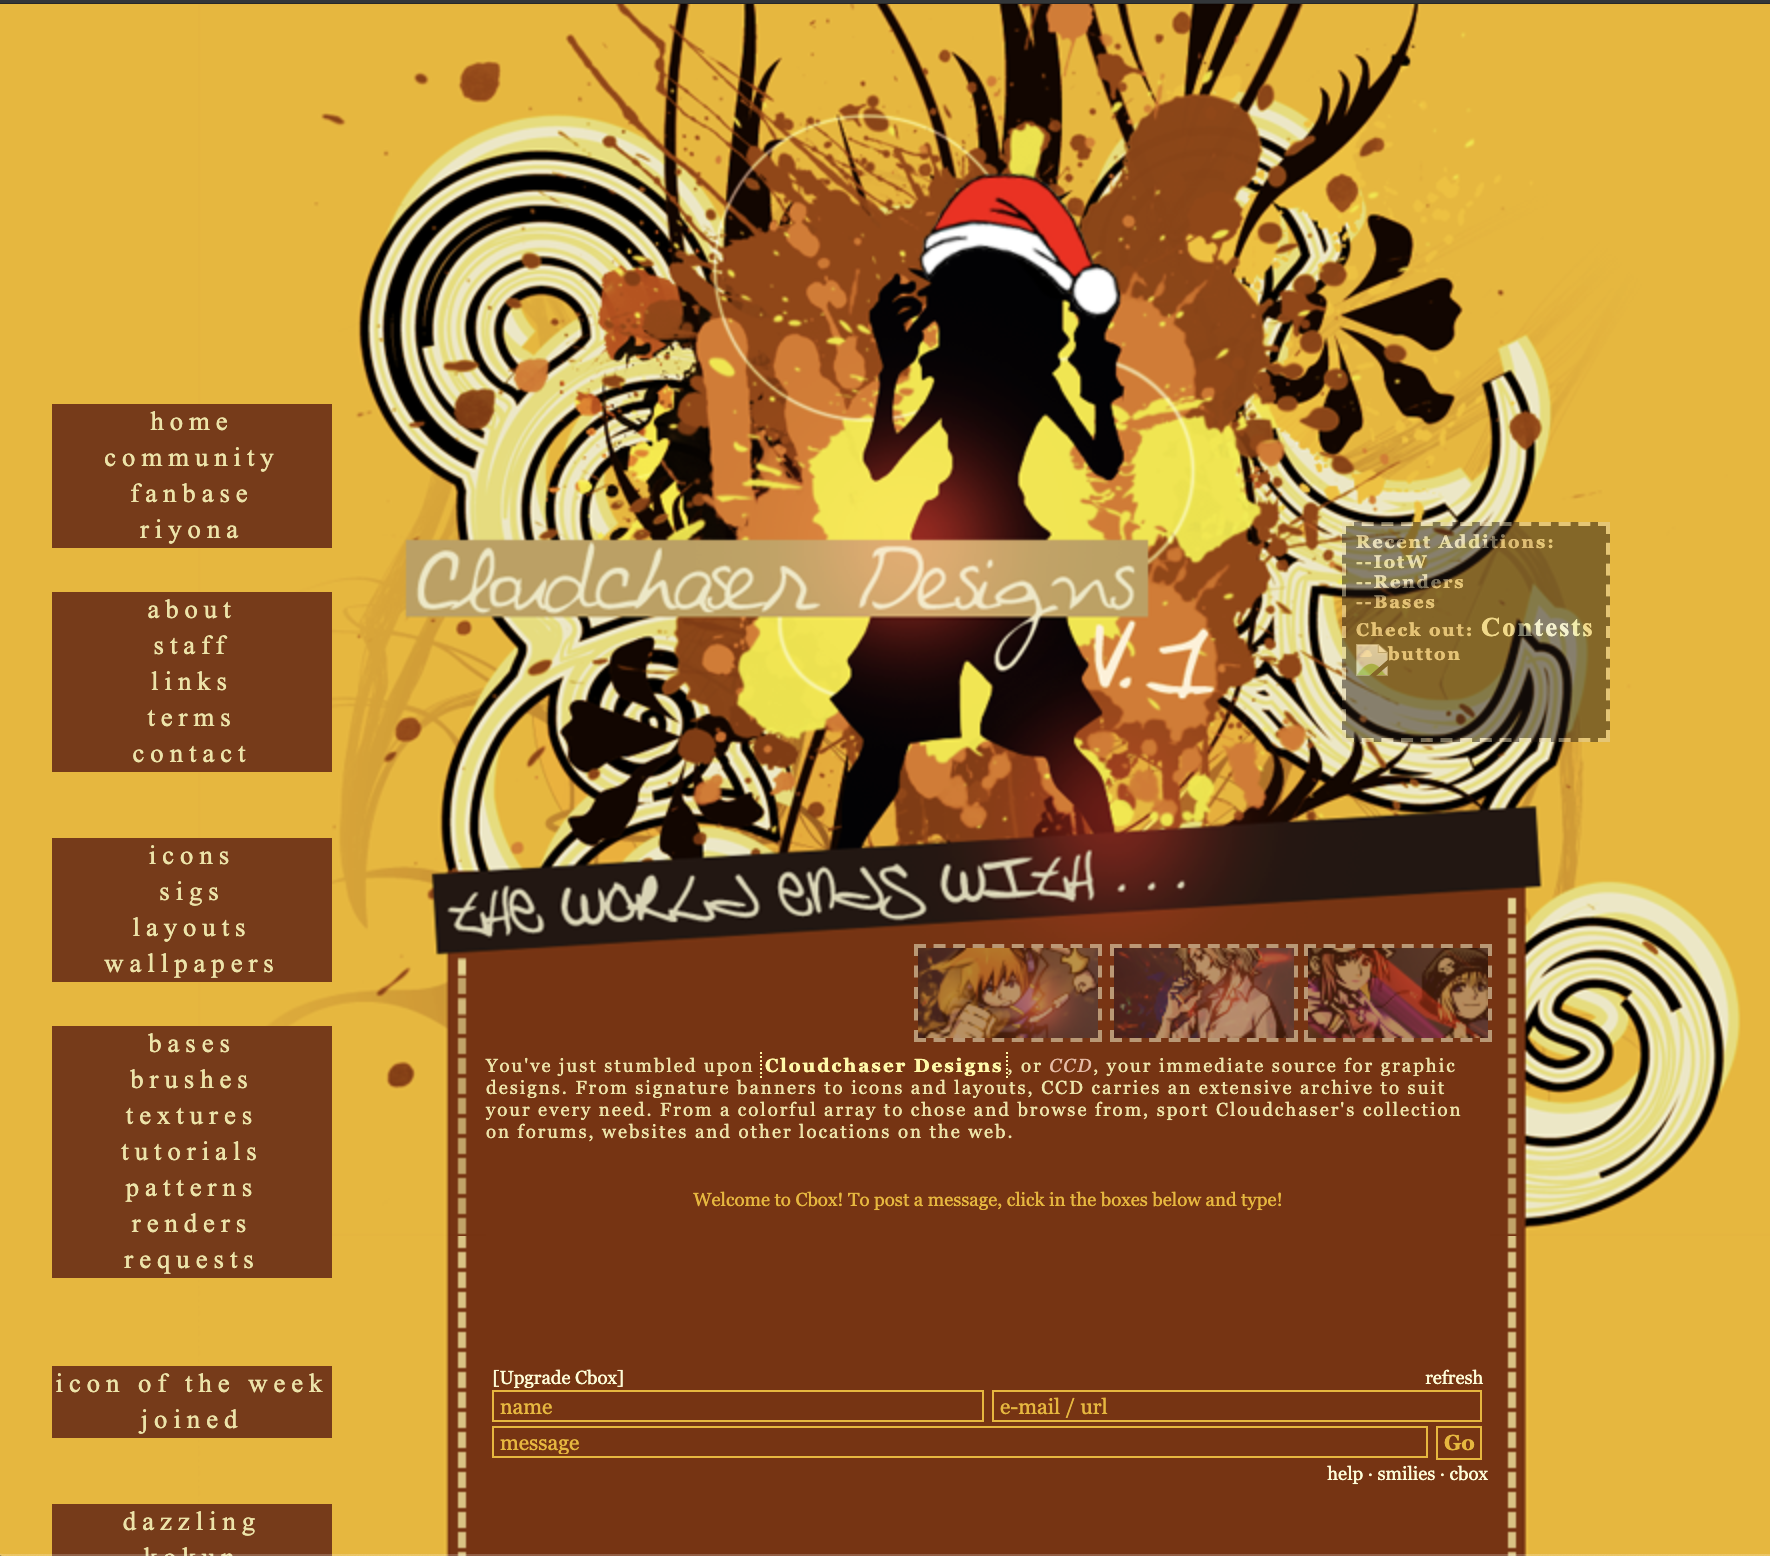 home
community
fanbase
riyona
about
staff
links
terms
contact
icons
sigs
layouts
wallpapers
bases
brushes
textures
tutorials
patterns
renders
requests
icon of the week
joined
dazzling
Cloudchaser Designs
V.1
Recent Additions:
--IotW
--Renders
--Bases
Check out: Contests
button
the world ends with...
You've just stumbled upon Cloudchaser Designs, or CCD, your immediate source for graphic
designs. From signature banners to icons and layouts, CCD carries an extensive archive to suit
your every need. From a colorful array to chose and browse from, sport Cloudchaser's collection
on forums, websites and other locations on the web.
Welcome to Cbox! To post a message, click in the boxes below and type!
[Upgrade Cbox] refresh
name e-mail / url
message Go
help · smilies · cbox